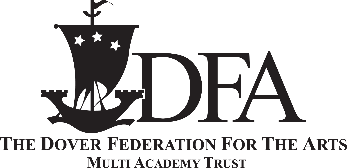 DFA
THE DOVER FEDERATION FOR THE ARTS
MULTI ACADEMY TRUST